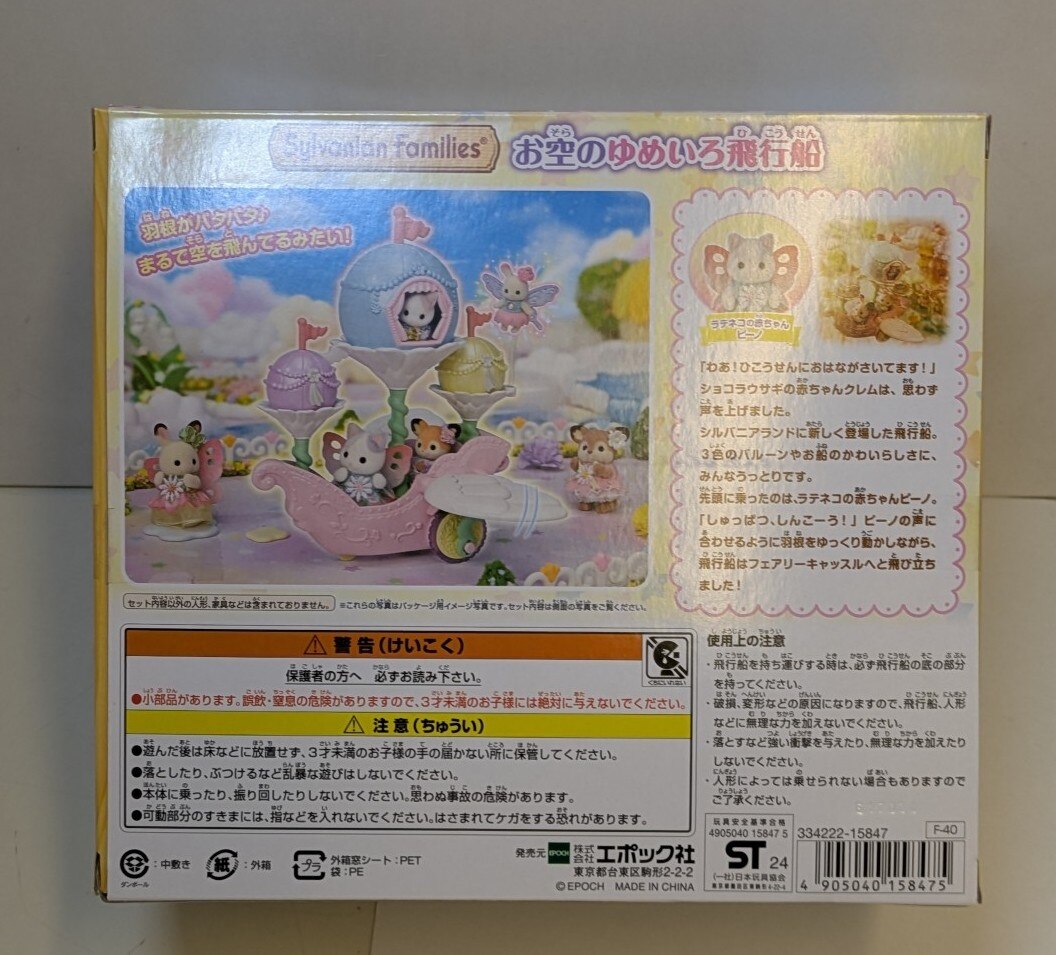 Sylvanian Families®
お空のゆめいろ飛行船
羽根がパタパタ♪
まるで空を飛んでるみたい!
ラテネコの赤ちゃん
ピーノ
「わあ!ひこうせんにおはながさいてます!」
ショコラウサギの赤ちゃんクレムは、思わず
声を上げました。
シルバニアランドに新しく登場した飛行船。
3色のバルーンやお船のかわいらしさに、
みんなうっとりです。
先頭に乗ったのは、ラテネコの赤ちゃんピーノ。
「しゅっぱつ、しんこーう!」ピーノの声に
合わせるように羽根をゆっくり動かしながら、
飛行船はフェアリーキャッスルへと飛び立ち
ました!
セット内容以外の人形、家具などは含まれておりません。
※これらの写真はパッケージ用イメージ写真です。セット内容は側面の写真をご覧ください。
警告(けいこく)
保護者の方へ 必ずお読み下さい。
●小部品があります。誤飲・窒息の危険がありますので、3才未満のお子様には絶対に与えないでください。
注意(ちゅうい)
●遊んだ後は床などに放置せず、3才未満のお子様の手の届かない所に保管してください。
●落としたり、ぶつけるなど乱暴な遊びはしないでください。
●本体に乗ったり、振り回したりしないでください。思わぬ事故の危険があります。
●可動部分のすきまには、指などを入れないでください。はさまれてケガをする恐れがあります。
くちにいれない
使用上の注意
・飛行船を持ち運びする時は、必ず飛行船の底の部分
を持ってください。
・破損、変形などの原因になりますので、飛行船、人形
などに無理な力を加えないでください。
・落とすなど強い衝撃を与えたり、無理な力を加えたり
しないでください。
・人形によっては乗せられない場合もありますので
ご了承ください。
ダンボール
:中敷き
紙
:外箱
プラ
外箱窓シート:PET
袋:PE
発売元 EPOCH 株式会社 エポック社
東京都台東区駒形2-2-2
©EPOCH MADE IN CHINA
玩具安全基準合格
4905040 15847 5
ST 24
(一社)日本玩具協会
東京都墨田区東駒形4-22-4
334222-15847
F-40
4 905040 158475